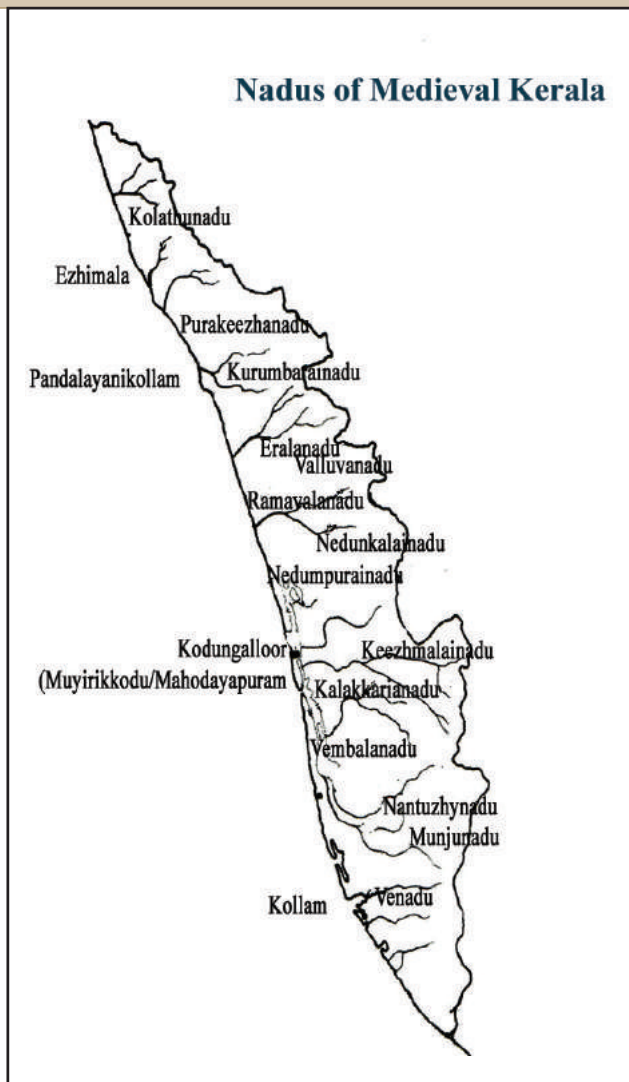 Nadus of Medieval Kerala
Kolathunadu
Ezhimala
Purakeezhanadu
Pandalayanikollam
Kurumbarainadu
Eralanadu
Valluvanadu
Ramavalanadu
Nedunkalainadu
Nedumpurainadu
Kodungalloor
Keezhmalainadu
(Muyirikkodu/Mahodayapuram
Kalakkarianadu
Vembalanadu
Nantuzhynadu
Munjunadu
Kollam
Venadu